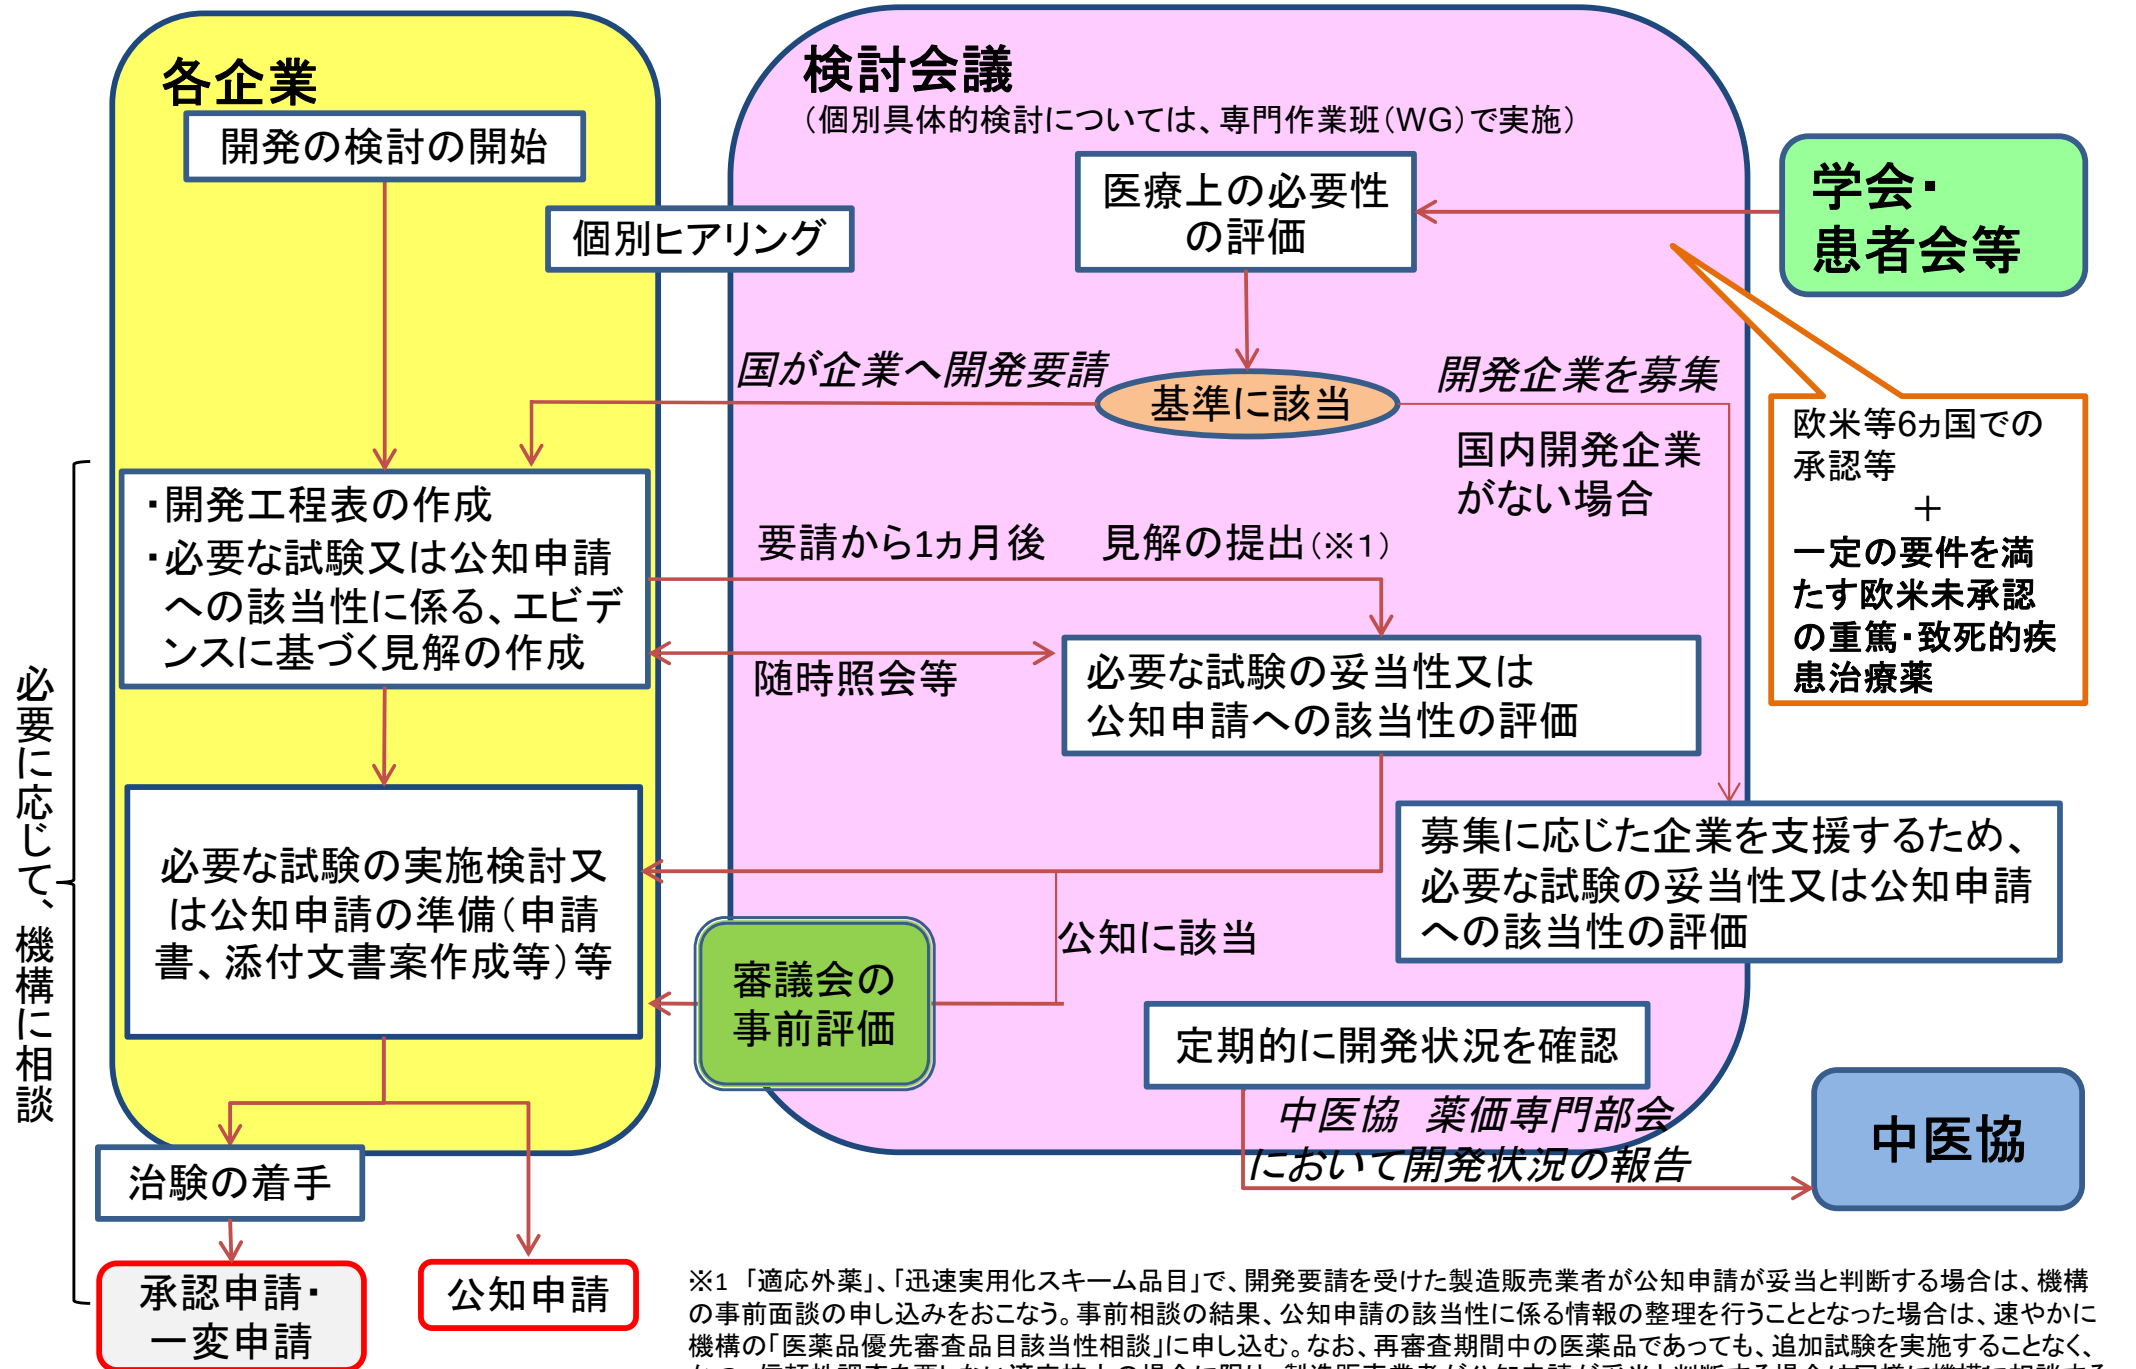 各企業
開発の検討の開始
個別ヒアリング
検討会議
（個別具体的検討については、専門作業班（WG）で実施）
医療上の必要性
の評価
学会・
患者会等
国が企業へ開発要請
基準に該当
開発企業を募集
国内開発企業
がない場合
欧米等6ヵ国での
承認等
＋
一定の要件を満
たす欧米未承認
の重篤・致死的疾
患治療薬
・開発工程表の作成
・必要な試験又は公知申請
への該当性に係る、エビデ
ンスに基づく見解の作成
要請から1ヵ月後　見解の提出（※1）
随時照会等
必要な試験の妥当性又は
公知申請への該当性の評価
必要に応じて、機構に相談
必要な試験の実施検討又
は公知申請の準備（申請
書、添付文書案作成等）等
募集に応じた企業を支援するため、
必要な試験の妥当性又は公知申請
への該当性の評価
公知に該当
審議会の
事前評価
定期的に開発状況を確認
中医協　薬価専門部会
において開発状況の報告
中医協
治験の着手
承認申請・
一変申請
公知申請
※1 「適応外薬」、「迅速実用化スキーム品目」で、開発要請を受けた製造販売業者が公知申請が妥当と判断する場合は、機構
の事前面談の申し込みをおこなう。事前相談の結果、公知申請の該当性に係る情報の整理を行うこととなった場合は、速やかに
機構の「医薬品優先審査品目該当性相談」に申し込む。なお、再審査期間中の医薬品であっても、追加試験を実施することなく、